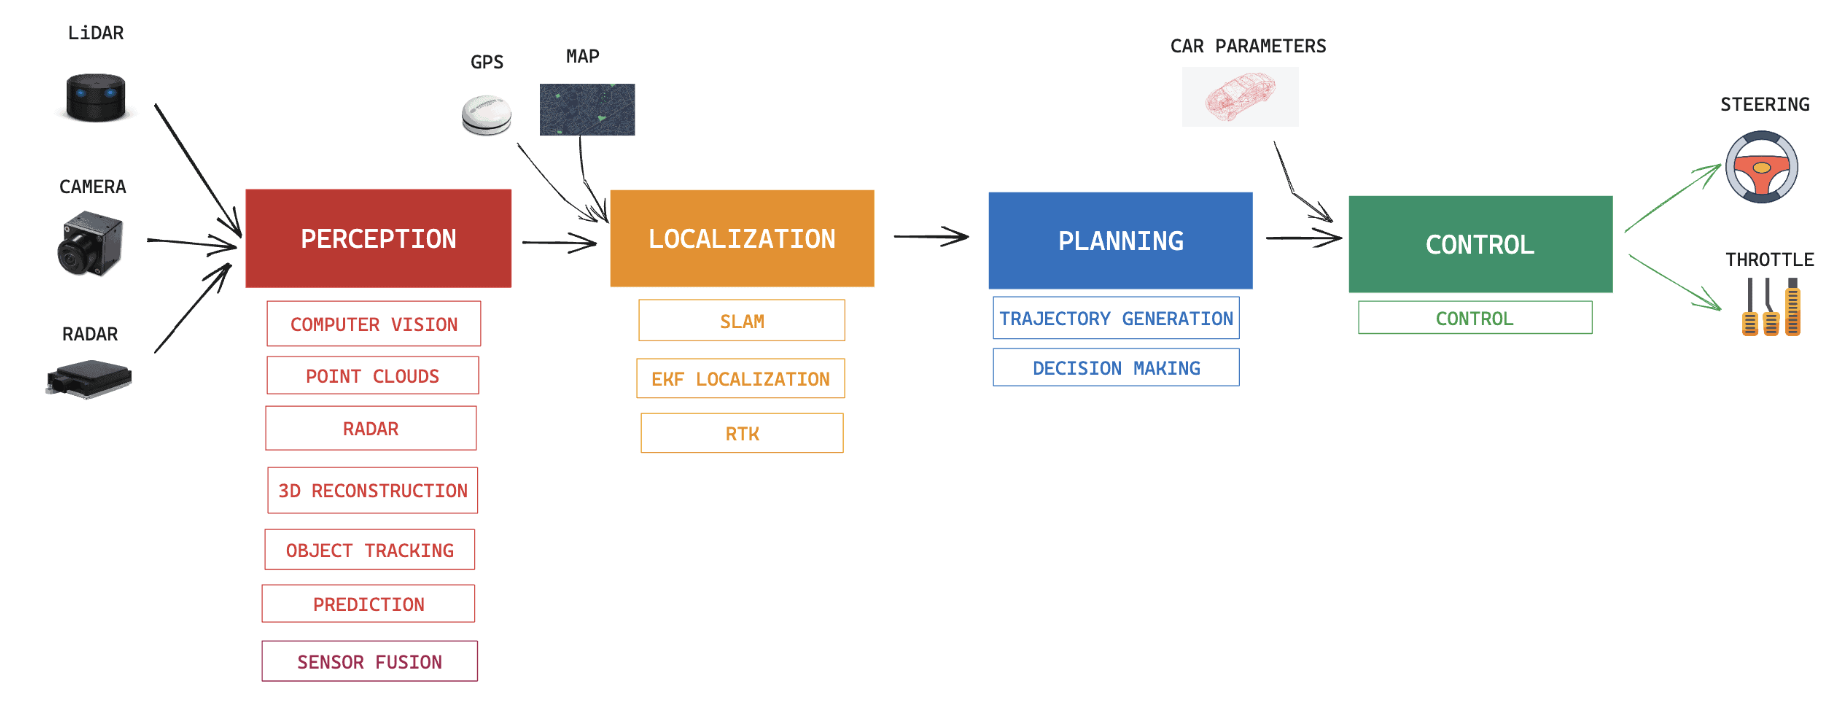 LiDAR
CAMERA
RADAR
GPS
MAP
CAR PARAMETERS
STEERING
THROTTLE
PERCEPTION
COMPUTER VISION
POINT CLOUDS
RADAR
3D RECONSTRUCTION
OBJECT TRACKING
PREDICTION
SENSOR FUSION
LOCALIZATION
SLAM
EKF LOCALIZATION
RTK
PLANNING
TRAJECTORY GENERATION
DECISION MAKING
CONTROL
CONTROL